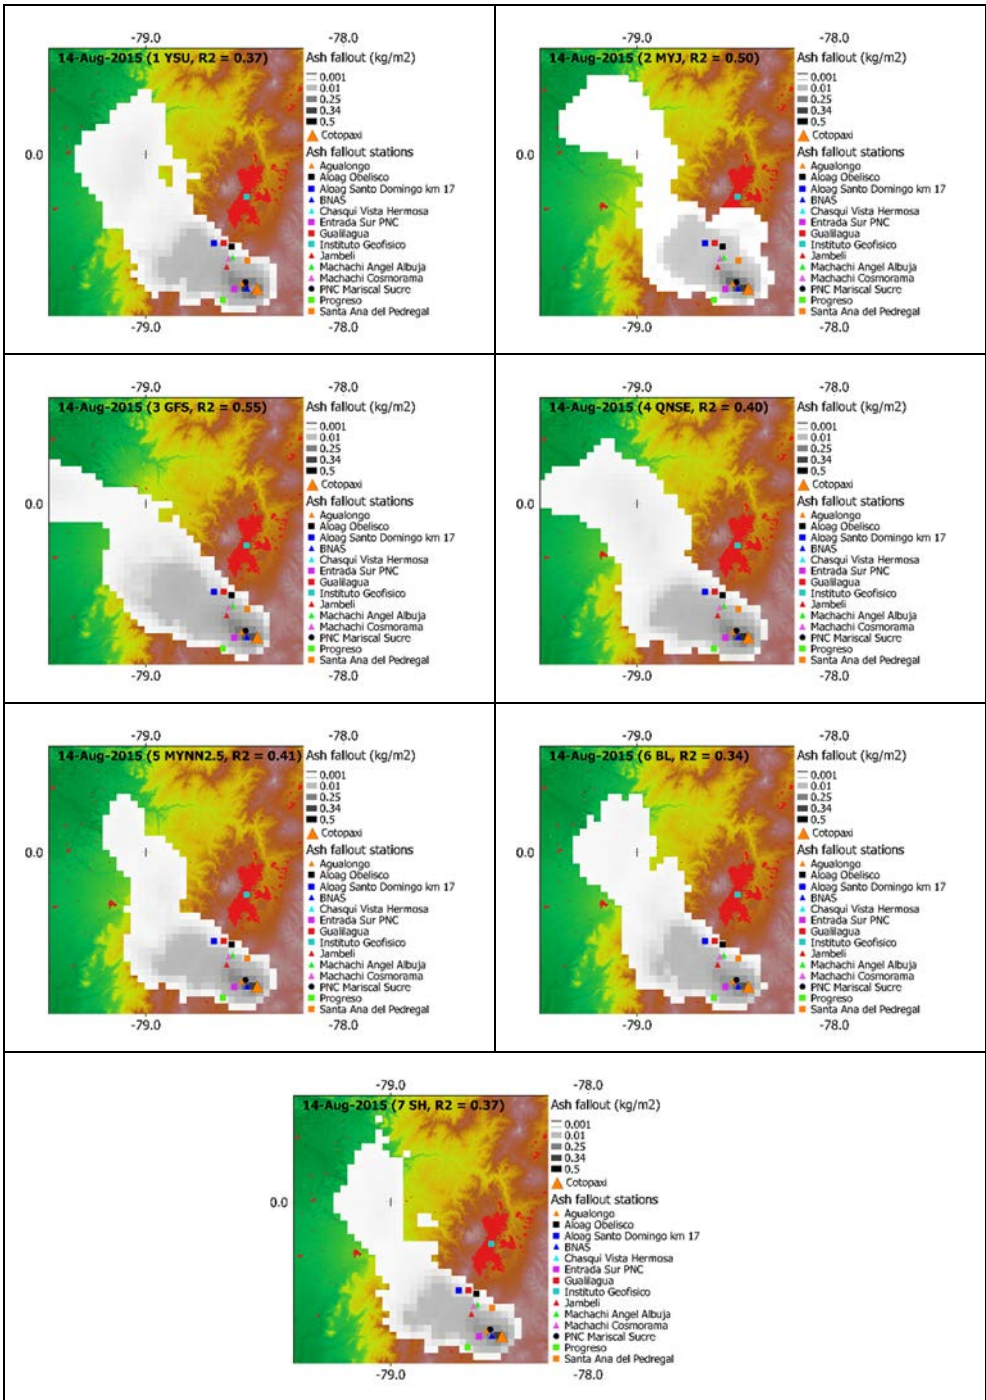 -79.0 -78.0
14-Aug-2015 (1 YSU, R2 = 0.37) Ash fallout (kg/m2)
0.001
0.01
0.25
0.34
0.5
Cotopaxi
0.0
Ash fallout stations
Agualongo
Aloag Obelisco
Aloag Santo Domingo km 17
BNAS
Chasqui Vista Hermosa
Entrada Sur PNC
Gualilagua
Instituto Geofisico
Jambeli
Machachi Angel Albuja
Machachi Cosmorama
PNC Mariscal Sucre
Progreso
Santa Ana del Pedregal
-79.0 -78.0
-79.0 -78.0
14-Aug-2015 (2 MYJ, R2 = 0.50) Ash fallout (kg/m2)
0.001
0.01
0.25
0.34
0.5
Cotopaxi
0.0
Ash fallout stations
Agualongo
Aloag Obelisco
Aloag Santo Domingo km 17
BNAS
Chasqui Vista Hermosa
Entrada Sur PNC
Gualilagua
Instituto Geofisico
Jambeli
Machachi Angel Albuja
Machachi Cosmorama
PNC Mariscal Sucre
Progreso
Santa Ana del Pedregal
-79.0 -78.0
-79.0 -78.0
14-Aug-2015 (3 GFS, R2 = 0.55) Ash fallout (kg/m2)
0.001
0.01
0.25
0.34
0.5
Cotopaxi
0.0
Ash fallout stations
Agualongo
Aloag Obelisco
Aloag Santo Domingo km 17
BNAS
Chasqui Vista Hermosa
Entrada Sur PNC
Gualilagua
Instituto Geofisico
Jambeli
Machachi Angel Albuja
Machachi Cosmorama
PNC Mariscal Sucre
Progreso
Santa Ana del Pedregal
-79.0 -78.0
-79.0 -78.0
14-Aug-2015 (4 QNSE, R2 = 0.40) Ash fallout (kg/m2)
0.001
0.01
0.25
0.34
0.5
Cotopaxi
0.0
Ash fallout stations
Agualongo
Aloag Obelisco
Aloag Santo Domingo km 17
BNAS
Chasqui Vista Hermosa
Entrada Sur PNC
Gualilagua
Instituto Geofisico
Jambeli
Machachi Angel Albuja
Machachi Cosmorama
PNC Mariscal Sucre
Progreso
Santa Ana del Pedregal
-79.0 -78.0
-79.0 -78.0
14-Aug-2015 (5 MYNN2.5, R2 = 0.41) Ash fallout (kg/m2)
0.001
0.01
0.25
0.34
0.5
Cotopaxi
0.0
Ash fallout stations
Agualongo
Aloag Obelisco
Aloag Santo Domingo km 17
BNAS
Chasqui Vista Hermosa
Entrada Sur PNC
Gualilagua
Instituto Geofisico
Jambeli
Machachi Angel Albuja
Machachi Cosmorama
PNC Mariscal Sucre
Progreso
Santa Ana del Pedregal
-79.0 -78.0
-79.0 -78.0
14-Aug-2015 (6 BL, R2 = 0.34) Ash fallout (kg/m2)
0.001
0.01
0.25
0.34
0.5
Cotopaxi
0.0
Ash fallout stations
Agualongo
Aloag Obelisco
Aloag Santo Domingo km 17
BNAS
Chasqui Vista Hermosa
Entrada Sur PNC
Gualilagua
Instituto Geofisico
Jambeli
Machachi Angel Albuja
Machachi Cosmorama
PNC Mariscal Sucre
Progreso
Santa Ana del Pedregal
-79.0 -78.0
-79.0 -78.0
14-Aug-2015 (7 SH, R2 = 0.37) Ash fallout (kg/m2)
0.001
0.01
0.25
0.34
0.5
Cotopaxi
0.0
Ash fallout stations
Agualongo
Aloag Obelisco
Aloag Santo Domingo km 17
BNAS
Chasqui Vista Hermosa
Entrada Sur PNC
Gualilagua
Instituto Geofisico
Jambeli
Machachi Angel Albuja
Machachi Cosmorama
PNC Mariscal Sucre
Progreso
Santa Ana del Pedregal
-79.0 -78.0